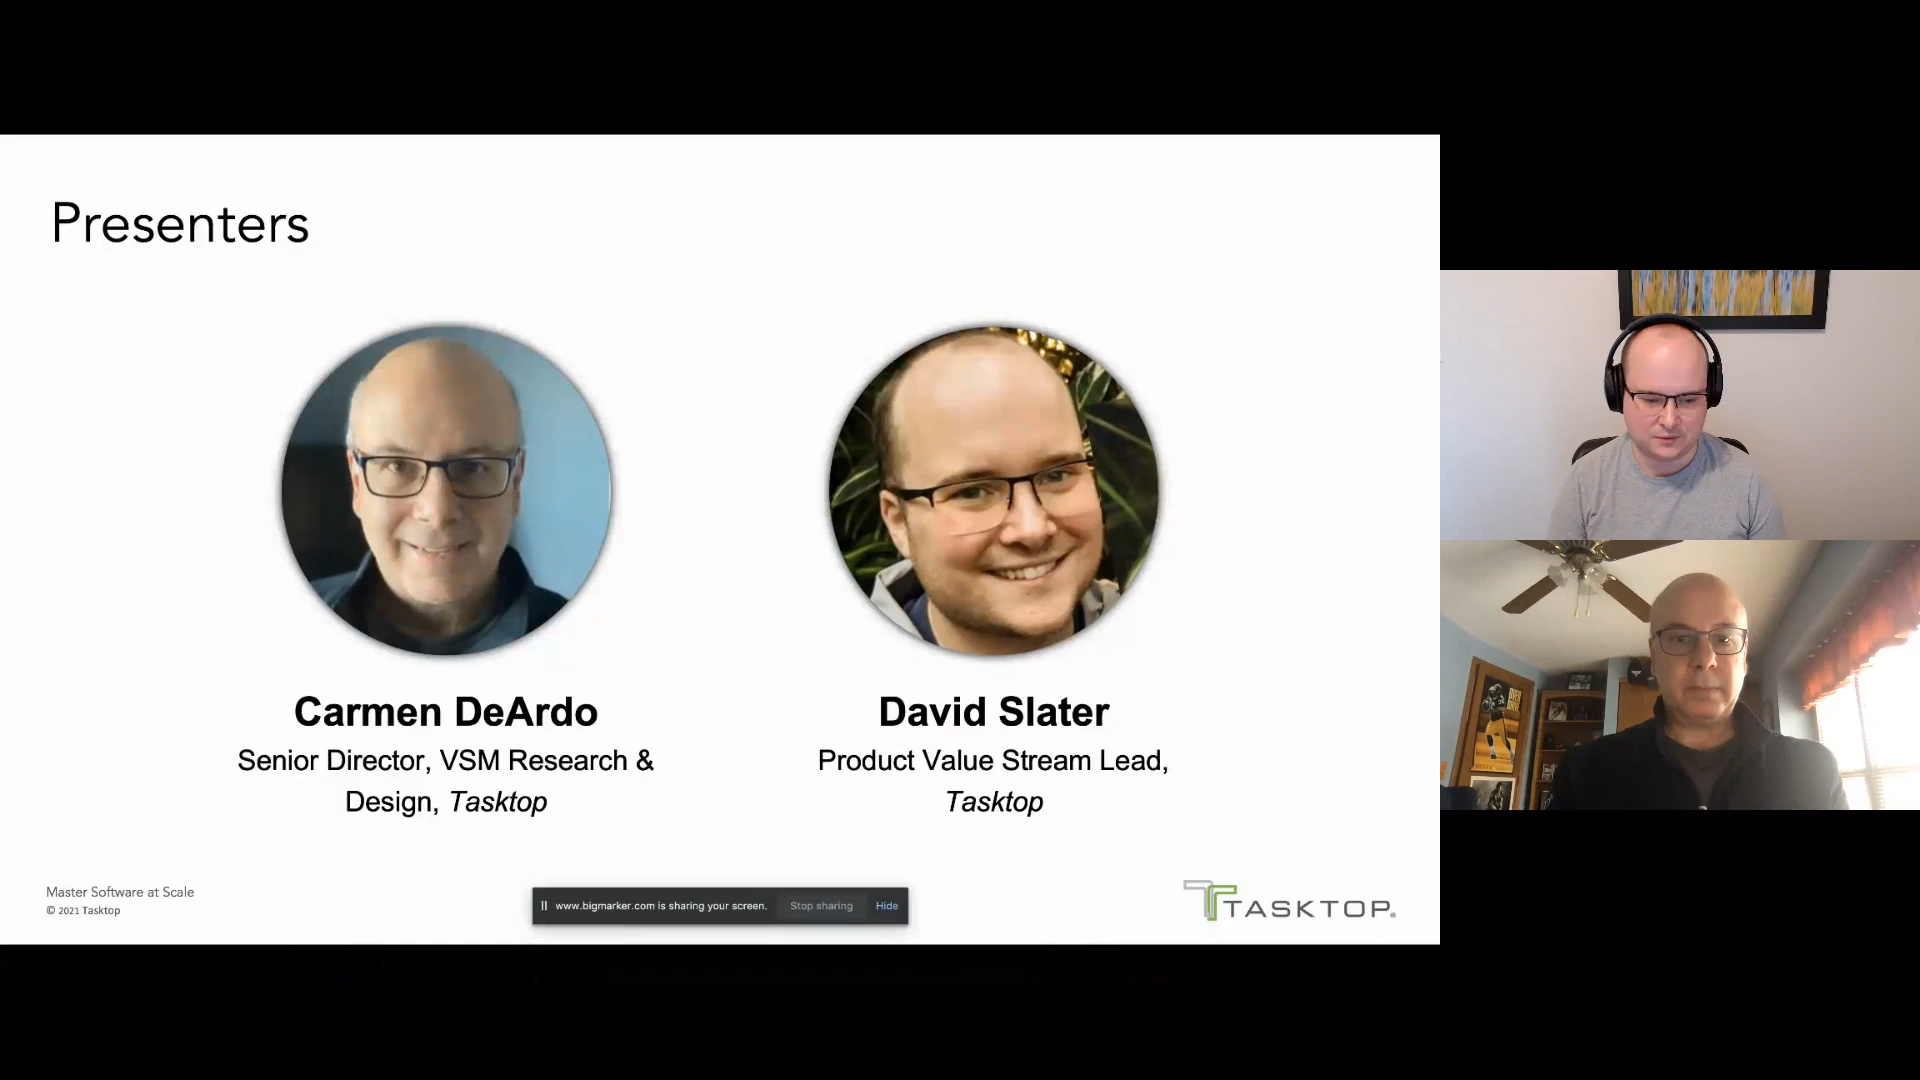 Presenters
Carmen DeArdo
Senior Director, VSM Research &
Design, Tasktop
David Slater
Product Value Stream Lead,
Tasktop
Master Software at Scale
© 2021 Tasktop
www.bigmarker.com is sharing your screen. Stop sharing Hide
TASKTOP®